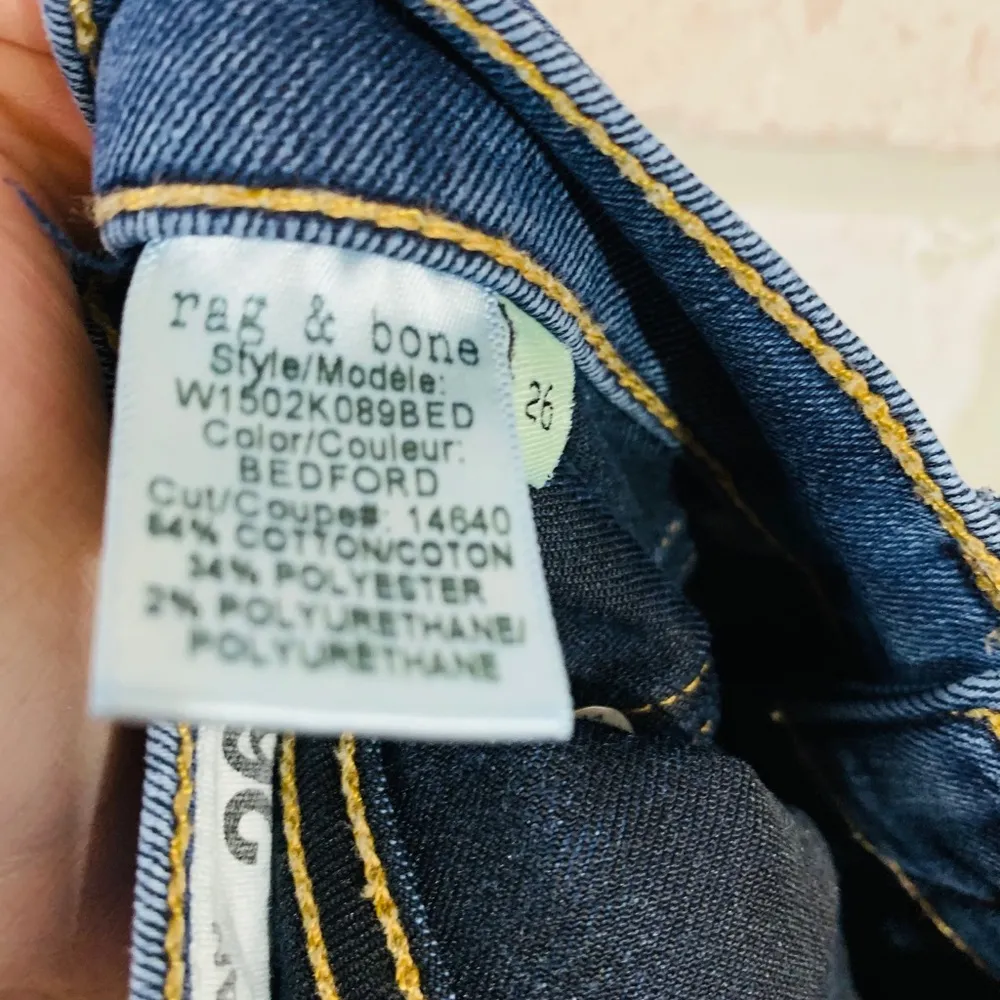 rag & bone
Style/Modèle:
W1502K089BED
Color/Couleur:
BEDFORD
Cut/Coupe#: 14640
64% COTTON/COTON
34% POLYESTER
2% POLYURETHANE/
POLYURETHANE
26